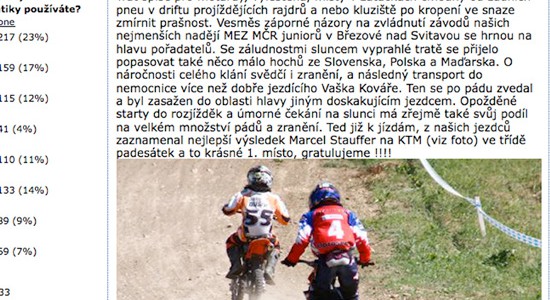 tiky používáte?
one
217 (23%)
159 (17%)
115 (12%)
41 (4%)
110 (11%)
133 (14%)
39 (9%)
69 (7%)
33
pneu v driftu projíždějících rajdrů a nebo kluziště po kropení ve snaze
zmírnit prašnost. Vesměs záporné názory na zvládnutí závodů našich
nejmenších nadějí MEZ MČR juniorů v Březové nad Svitavou se hrnou na
hlavu pořadatelů. Se záludnostmi sluncem vyprahlé tratě se přijelo
popasovat také něco málo hochů ze Slovenska, Polska a Maďarska. O
náročnosti celého klání svědčí i zranění, a následný transport do
nemocnice více než dobře jezdícího Vaška Kováře. Ten se po pádu zvedal
a byl zasažen do oblasti hlavy jiným doskakujícím jezdcem. Opožděné
starty do rozjížděk a úmorné čekání na slunci má zřejmě také svůj podíl
na velkém množství pádů a zranění. Ted již k jízdám, z našich jezdců
zaznamenal nejlepší výsledek Marcel Stauffer na KTM (viz foto) ve třídě
padesátek a to krásné 1. místo, gratulujeme !!!!
55
4